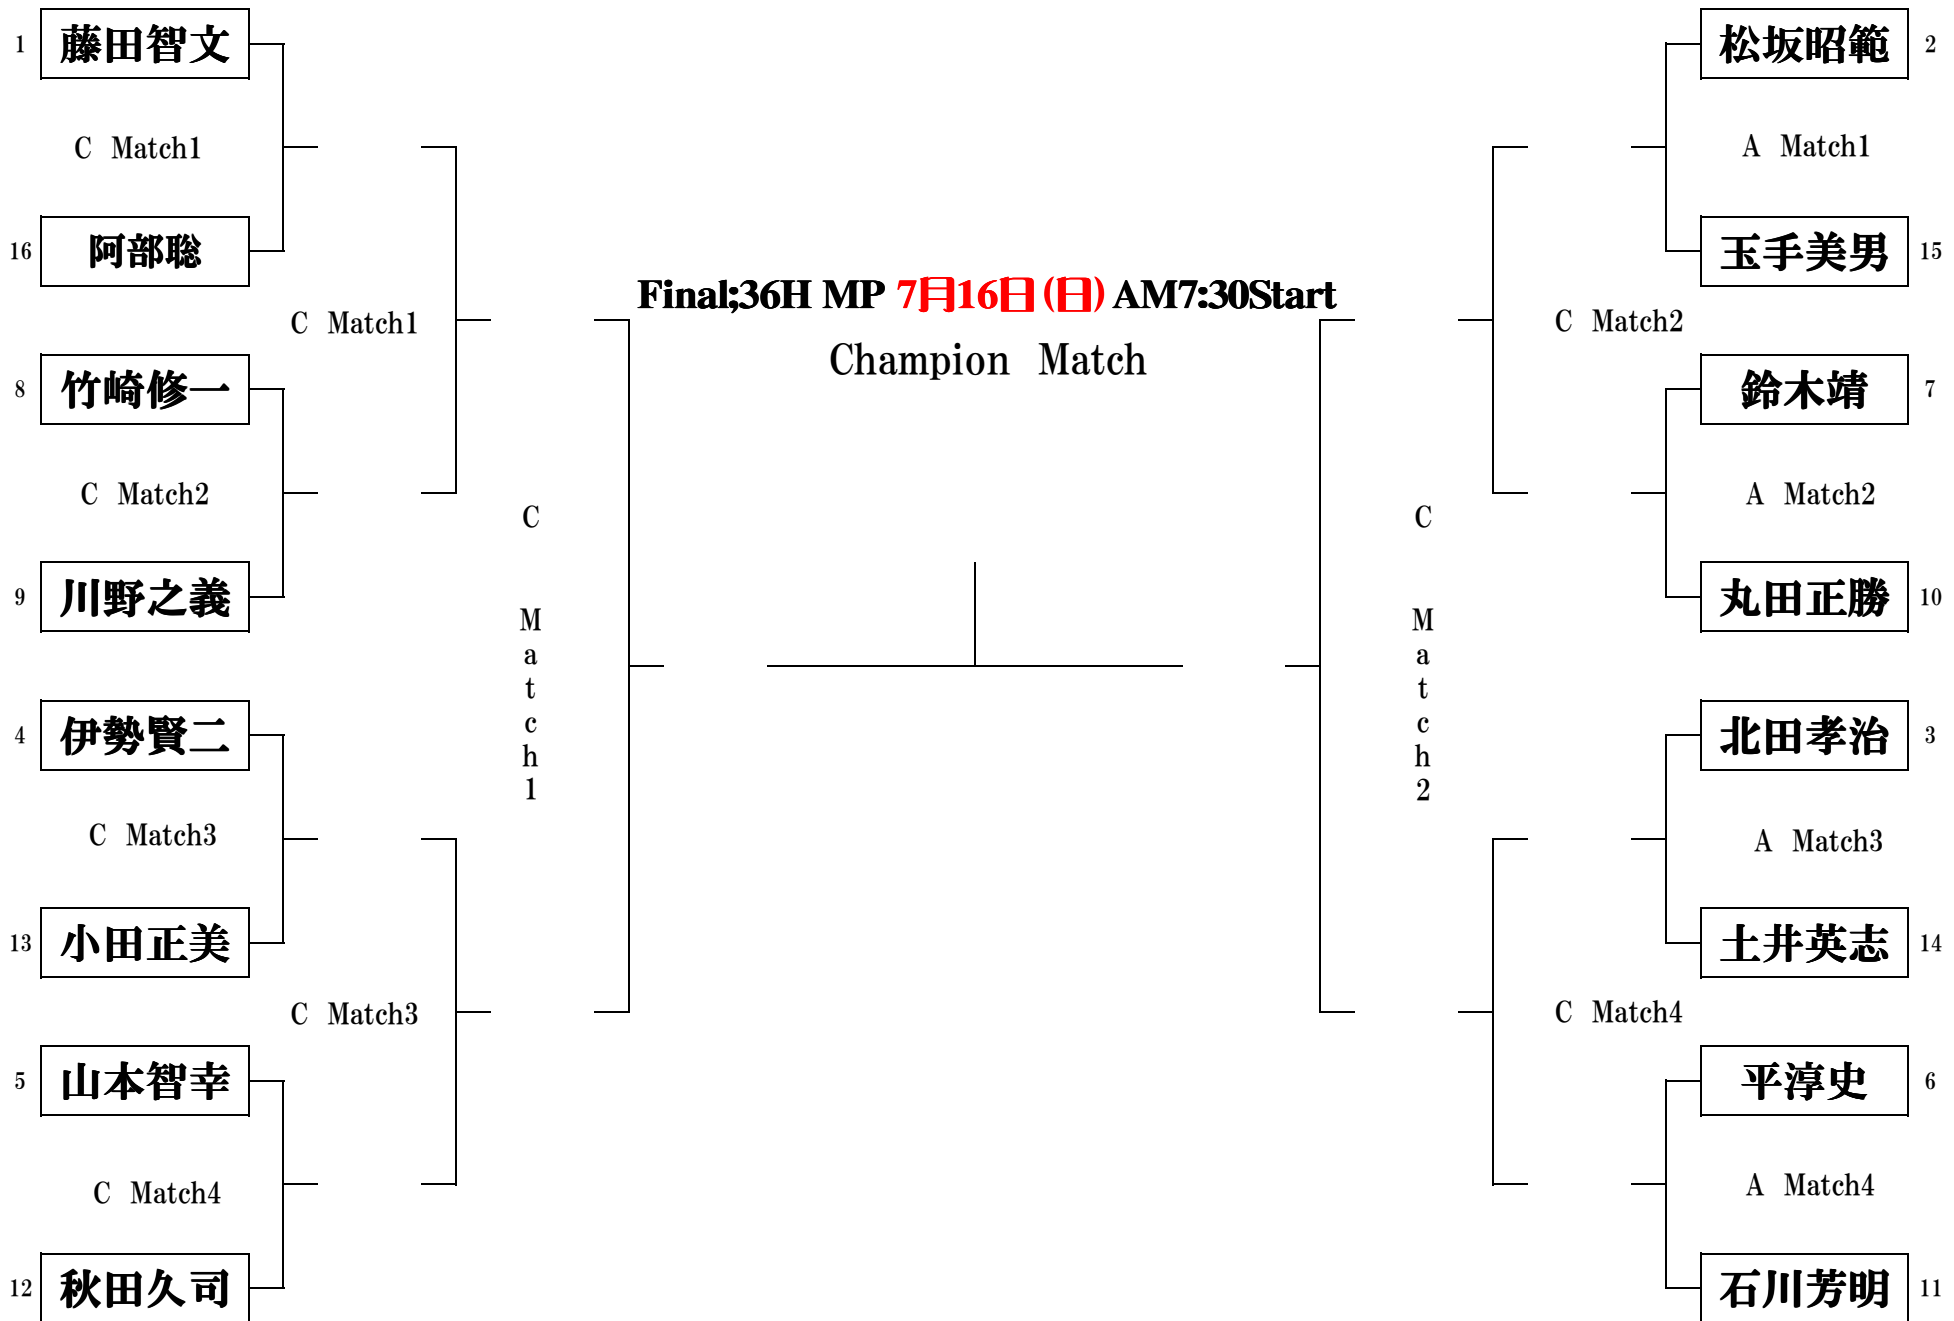 1 藤田智文
C Match1
16 阿部聡
C Match1
8 竹崎修一
C Match2
9 川野之義
4 伊勢賢二
C Match3
13 小田正美
C Match3
5 山本智幸
C Match4
12 秋田久司
C Match1
Final;36H MP 7月16日(日) AM7:30Start
Champion Match
C Match2
松坂昭範 2
A Match1
玉手美男 15
C Match2
鈴木靖 7
A Match2
丸田正勝 10
北田孝治 3
A Match3
土井英志 14
C Match4
平淳史 6
A Match4
石川芳明 11